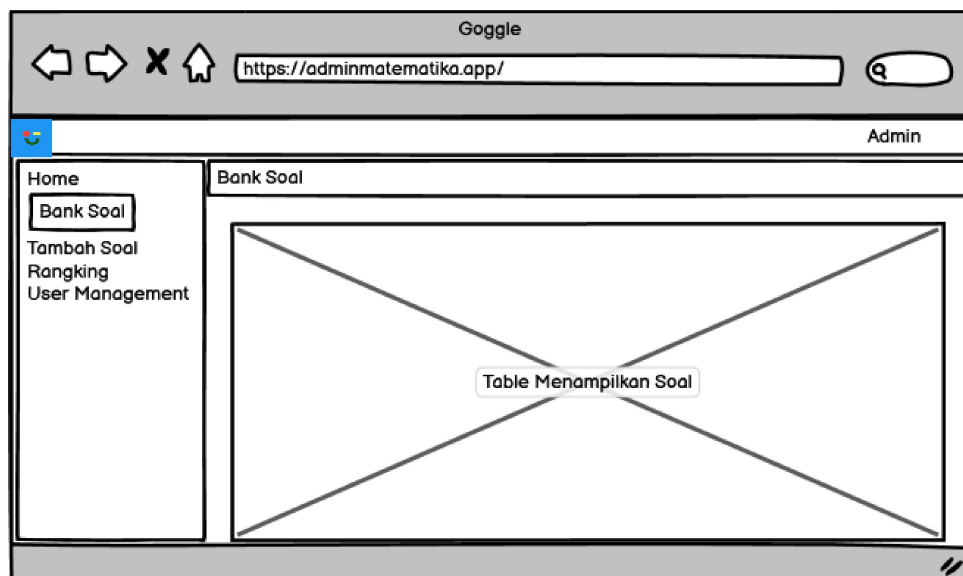 Goggle
https://adminmatematika.app/
Admin
Home
Bank Soal
Tambah Soal
Rangking
User Management
Bank Soal
Table Menampilkan Soal